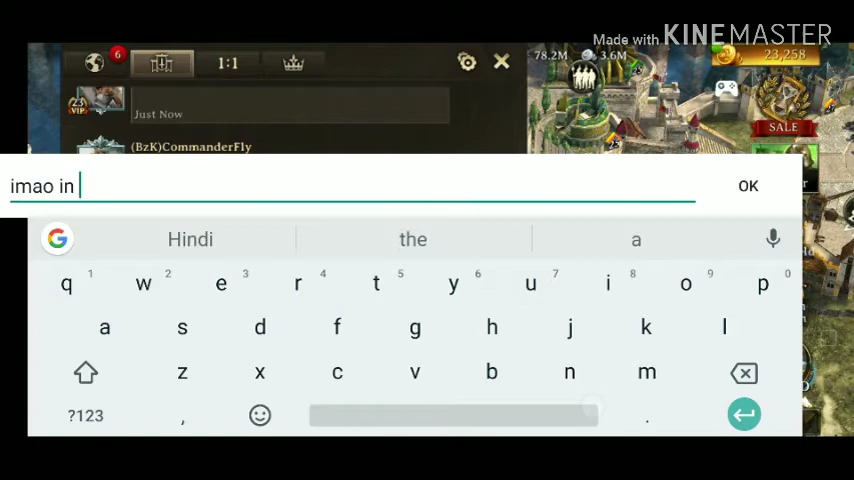 Made with KINEMASTER
6
1:1
78.2M
3.6M
23,258
23
VIP
Just Now
SALE
(BzK)CommanderFly
imao in
OK
Hindi
the
a
q 1 w 2 e 3 r 4 t 5 y 6 u 7 i 8 o 9 p 0
a s d f g h j k l
z x c v b n m
?123 , .